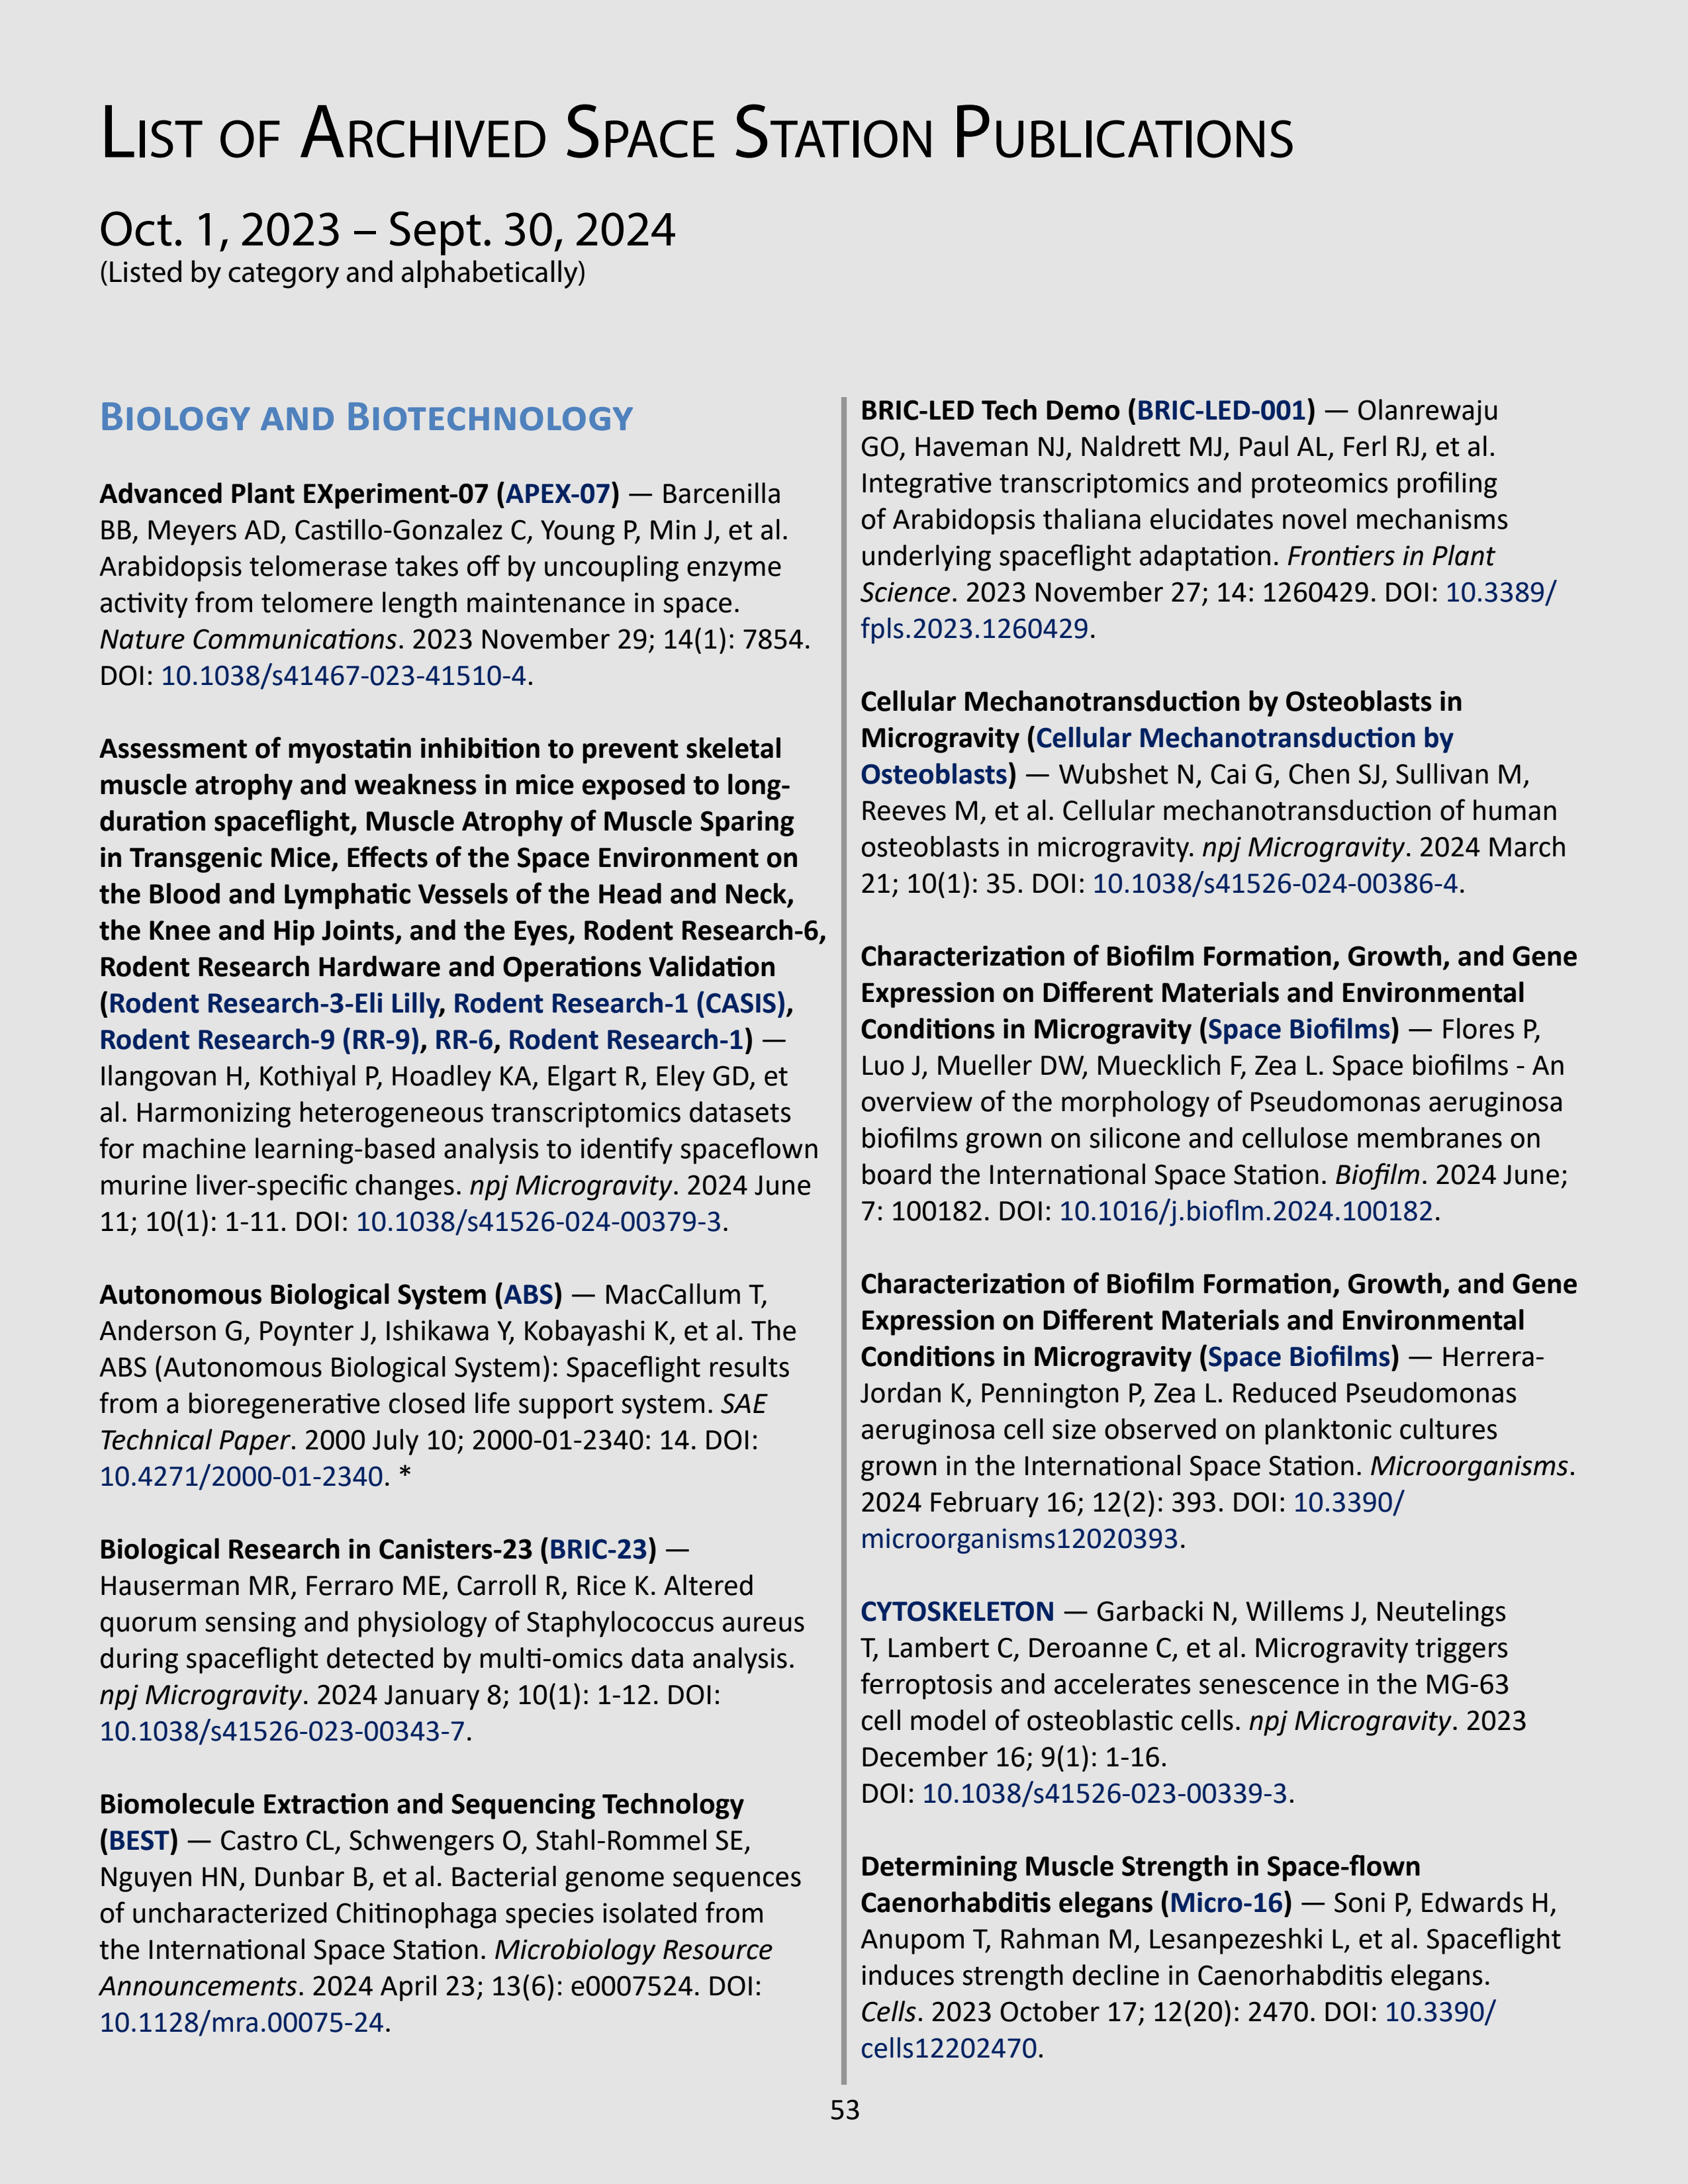 List of Archived Space Station Publications
Oct. 1, 2023 – Sept. 30, 2024
(Listed by category and alphabetically)
Biology and Biotechnology
Advanced Plant EXperiment-07 (APEX-07) — Barcenilla
BB, Meyers AD, Castillo-Gonzalez C, Young P, Min J, et al.
Arabidopsis telomerase takes off by uncoupling enzyme
activity from telomere length maintenance in space.
Nature Communications. 2023 November 29; 14(1): 7854.
DOI: 10.1038/s41467-023-41510-4.
Assessment of myostatin inhibition to prevent skeletal
muscle atrophy and weakness in mice exposed to long-
duration spaceflight, Muscle Atrophy of Muscle Sparing
in Transgenic Mice, Effects of the Space Environment on
the Blood and Lymphatic Vessels of the Head and Neck,
the Knee and Hip Joints, and the Eyes, Rodent Research-6,
Rodent Research Hardware and Operations Validation
(Rodent Research-3-Eli Lilly, Rodent Research-1 (CASIS),
Rodent Research-9 (RR-9), RR-6, Rodent Research-1) —
Ilangovan H, Kothiyal P, Hoadley KA, Elgart R, Eley GD, et
al. Harmonizing heterogeneous transcriptomics datasets
for machine learning-based analysis to identify spaceflown
murine liver-specific changes. npj Microgravity. 2024 June
11; 10(1): 1-11. DOI: 10.1038/s41526-024-00379-3.
Autonomous Biological System (ABS) — MacCallum T,
Anderson G, Poynter J, Ishikawa Y, Kobayashi K, et al. The
ABS (Autonomous Biological System): Spaceflight results
from a bioregenerative closed life support system. SAE
Technical Paper. 2000 July 10; 2000-01-2340: 14. DOI:
10.4271/2000-01-2340. *
Biological Research in Canisters-23 (BRIC-23) —
Hauserman MR, Ferraro ME, Carroll R, Rice K. Altered
quorum sensing and physiology of Staphylococcus aureus
during spaceflight detected by multi-omics data analysis.
npj Microgravity. 2024 January 8; 10(1): 1-12. DOI:
10.1038/s41526-023-00343-7.
Biomolecule Extraction and Sequencing Technology
(BEST) — Castro CL, Schwengers O, Stahl-Rommel SE,
Nguyen HN, Dunbar B, et al. Bacterial genome sequences
of uncharacterized Chitinophaga species isolated from
the International Space Station. Microbiology Resource
Announcements. 2024 April 23; 13(6): e0007524. DOI:
10.1128/mra.00075-24.
BRIC-LED Tech Demo (BRIC-LED-001) — Olanrewaju
GO, Haveman NJ, Naldrett MJ, Paul AL, Ferl RJ, et al.
Integrative transcriptomics and proteomics profiling
of Arabidopsis thaliana elucidates novel mechanisms
underlying spaceflight adaptation. Frontiers in Plant
Science. 2023 November 27; 14: 1260429. DOI: 10.3389/
fpls.2023.1260429.
Cellular Mechanotransduction by Osteoblasts in
Microgravity (Cellular Mechanotransduction by
Osteoblasts) — Wubshet N, Cai G, Chen SJ, Sullivan M,
Reeves M, et al. Cellular mechanotransduction of human
osteoblasts in microgravity. npj Microgravity. 2024 March
21; 10(1): 35. DOI: 10.1038/s41526-024-00386-4.
Characterization of Biofilm Formation, Growth, and Gene
Expression on Different Materials and Environmental
Conditions in Microgravity (Space Biofilms) — Flores P,
Luo J, Mueller DW, Muecklich F, Zea L. Space biofilms - An
overview of the morphology of Pseudomonas aeruginosa
biofilms grown on silicone and cellulose membranes on
board the International Space Station. Biofilm. 2024 June;
7: 100182. DOI: 10.1016/j.bioflm.2024.100182.
Characterization of Biofilm Formation, Growth, and Gene
Expression on Different Materials and Environmental
Conditions in Microgravity (Space Biofilms) — Herrera-
Jordan K, Pennington P, Zea L. Reduced Pseudomonas
aeruginosa cell size observed on planktonic cultures
grown in the International Space Station. Microorganisms.
2024 February 16; 12(2): 393. DOI: 10.3390/
microorganisms12020393.
CYTOSKELETON — Garbacki N, Willems J, Neutelings
T, Lambert C, Deroanne C, et al. Microgravity triggers
ferroptosis and accelerates senescence in the MG-63
cell model of osteoblastic cells. npj Microgravity. 2023
December 16; 9(1): 1-16.
DOI: 10.1038/s41526-023-00339-3.
Determining Muscle Strength in Space-flown
Caenorhabditis elegans (Micro-16) — Soni P, Edwards H,
Anupom T, Rahman M, Lesanpezeshki L, et al. Spaceflight
induces strength decline in Caenorhabditis elegans.
Cells. 2023 October 17; 12(20): 2470. DOI: 10.3390/
cells12202470.
53